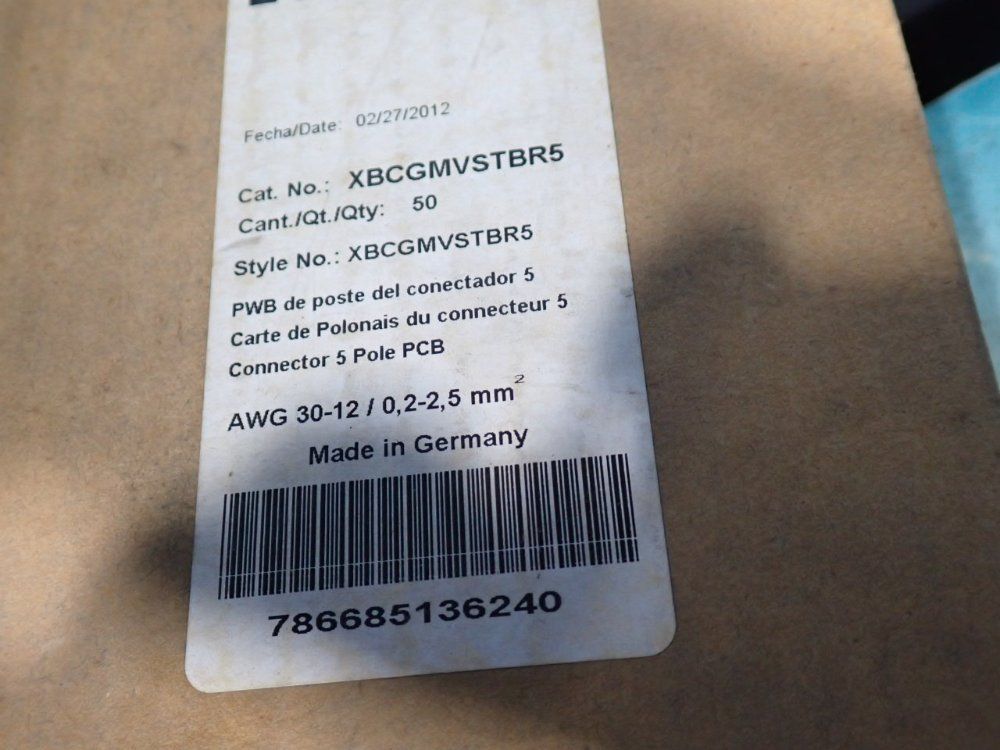 Fecha/Date: 02/27/2012
Cat. No.: XBCGMVSTBR5
Cant./Qt./Qty: 50
Style No.: XBCGMVSTBR5
PWB de poste del conectador 5
Carte de Polonais du connecteur 5
Connector 5 Pole PCB
AWG 30-12 / 0,2-2,5 mm²
Made in Germany
786685136240